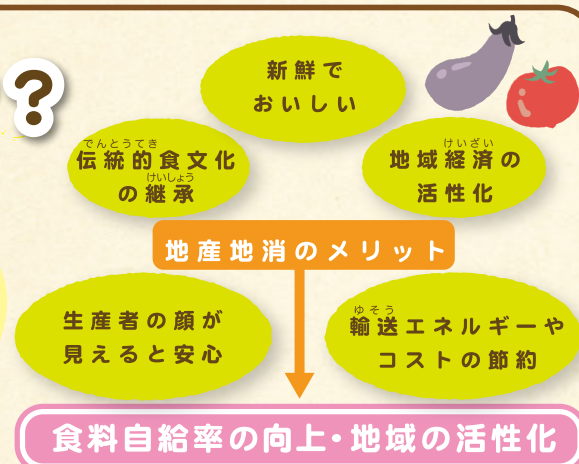 ?
新鮮で
おいしい
でんとうてき
伝統的食文化
けいしょう
の継承
けいざい
地域経済の
活性化
地産地消のメリット
生産者の顔が
見えると安心
ゆそう
輸送エネルギーや
コストの節約
食料自給率の向上・地域の活性化